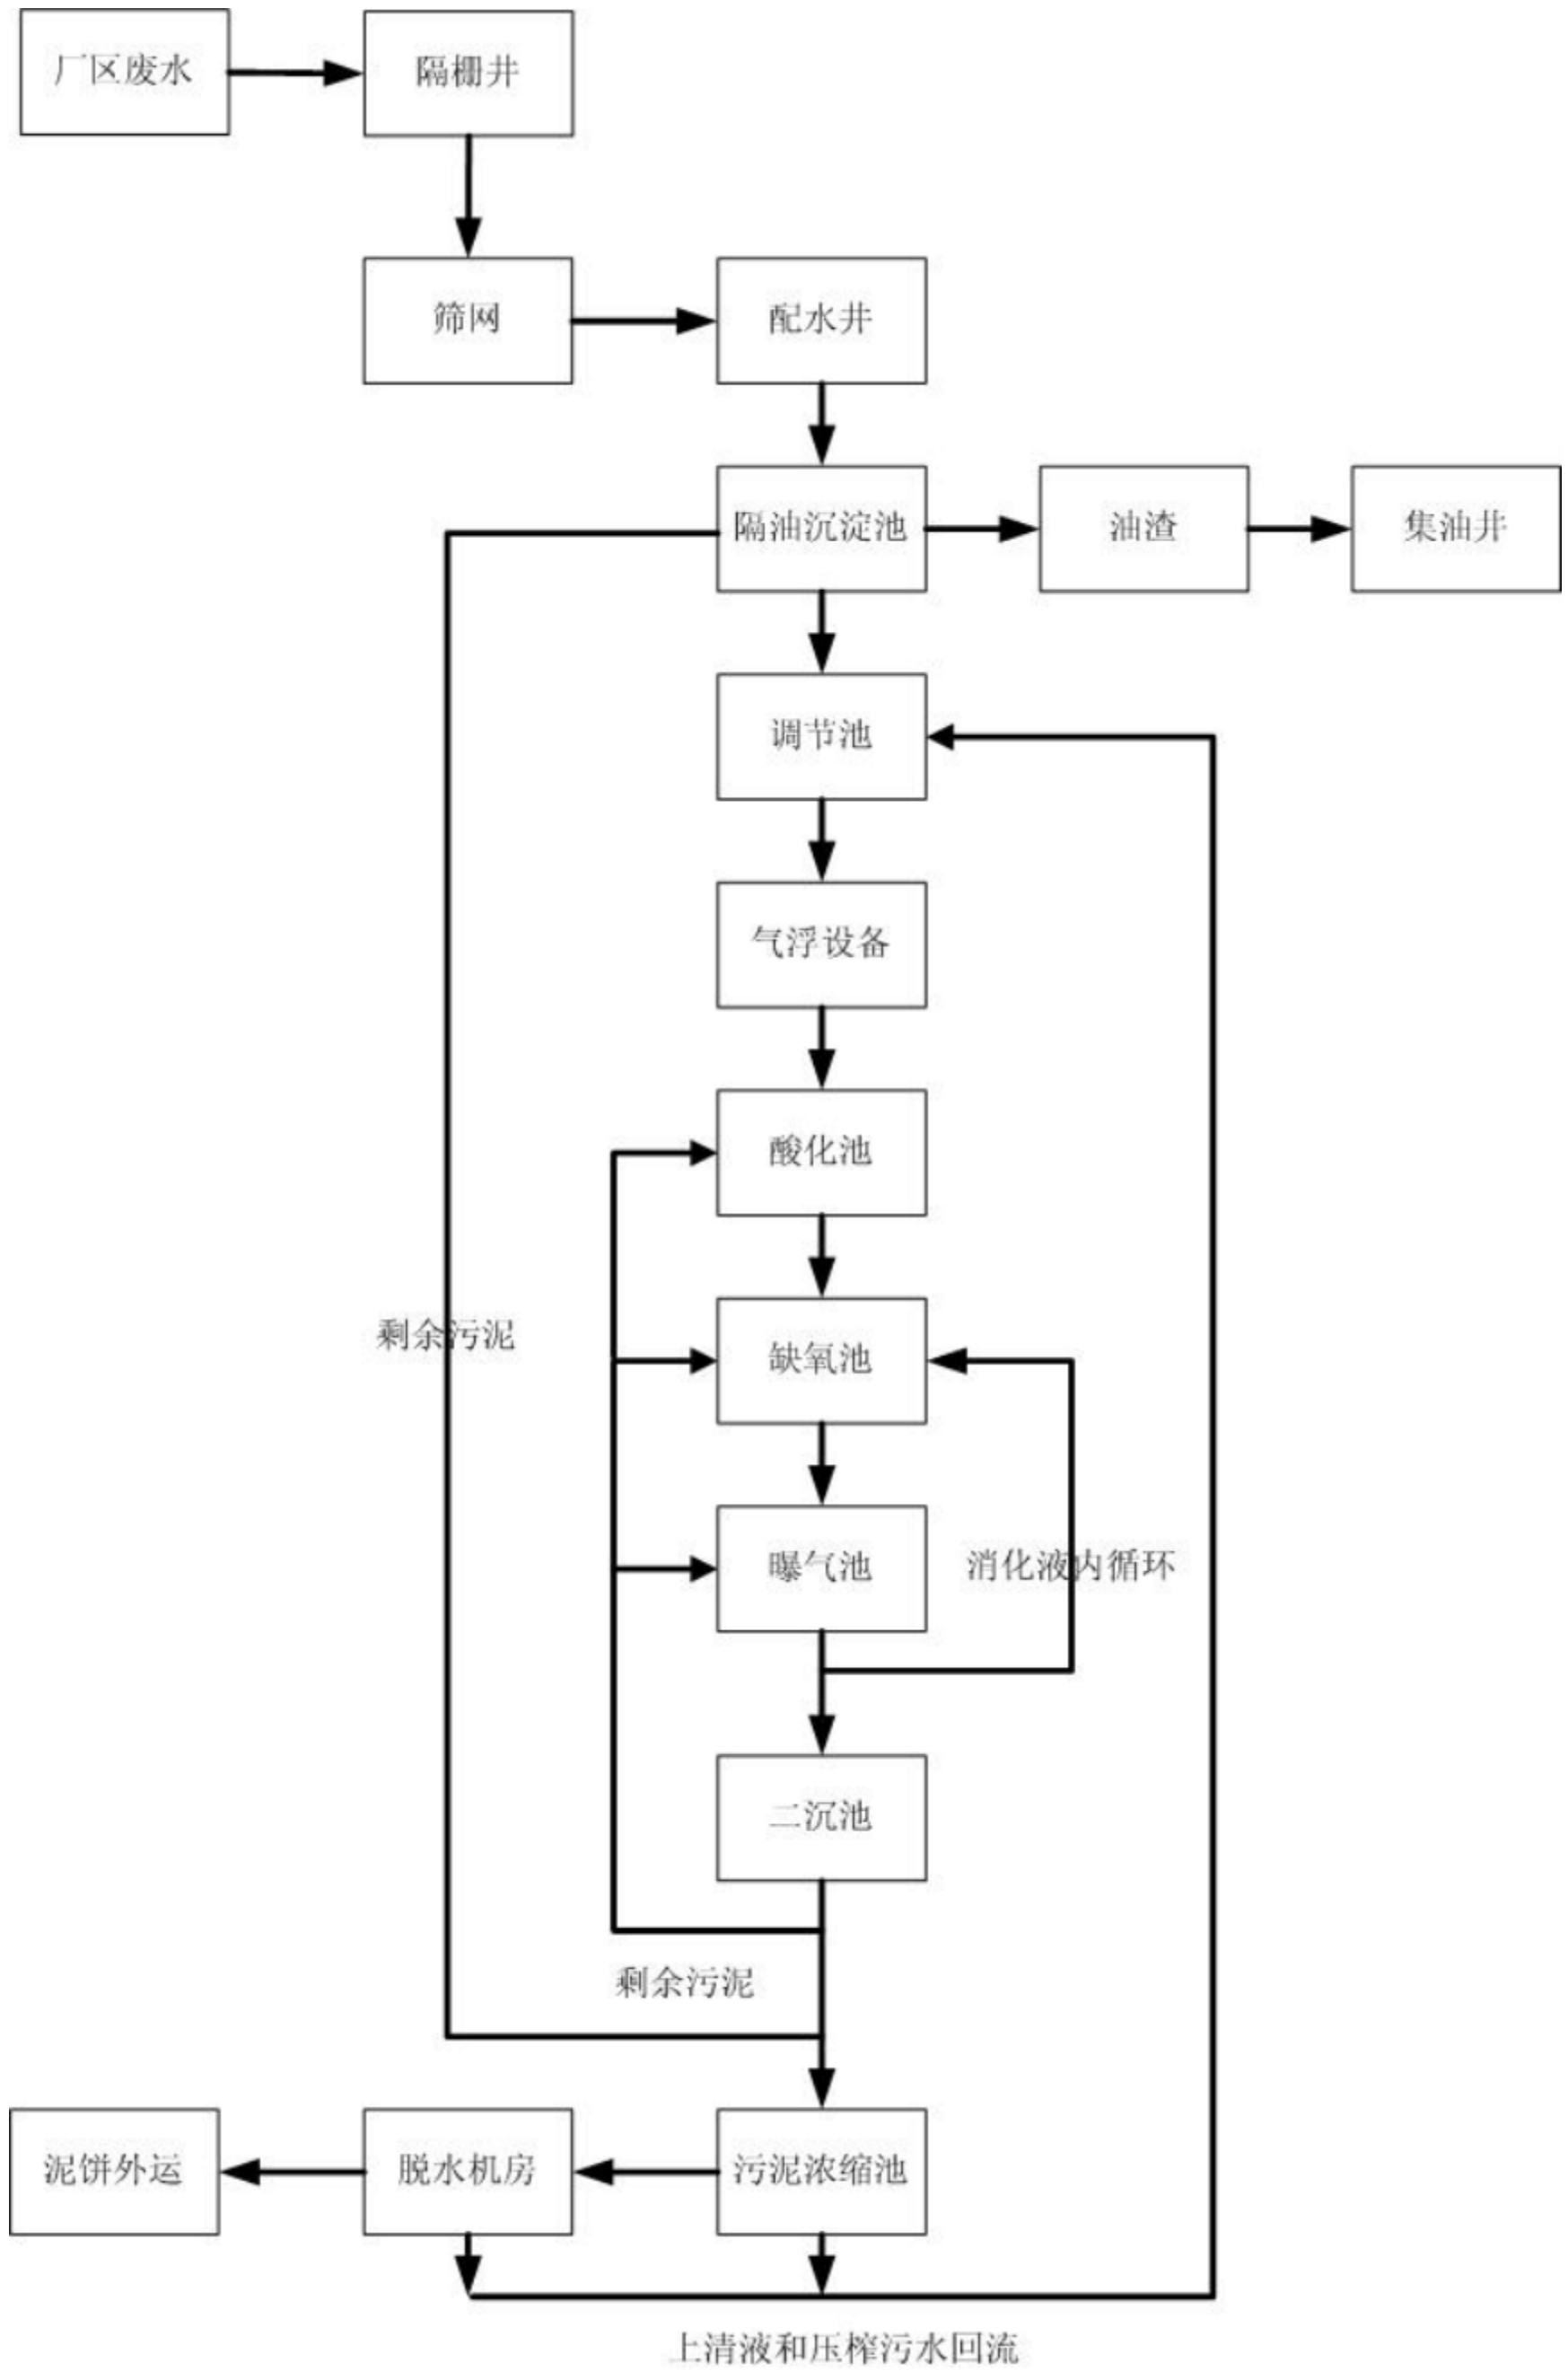 厂区废水
隔栅井
筛网
配水井
隔油沉淀池
油渣
集油井
调节池
气浮设备
酸化池
剩余污泥
缺氧池
曝气池
消化液内循环
二沉池
剩余污泥
泥饼外运
脱水机房
污泥浓缩池
上清液和压榨污水回流